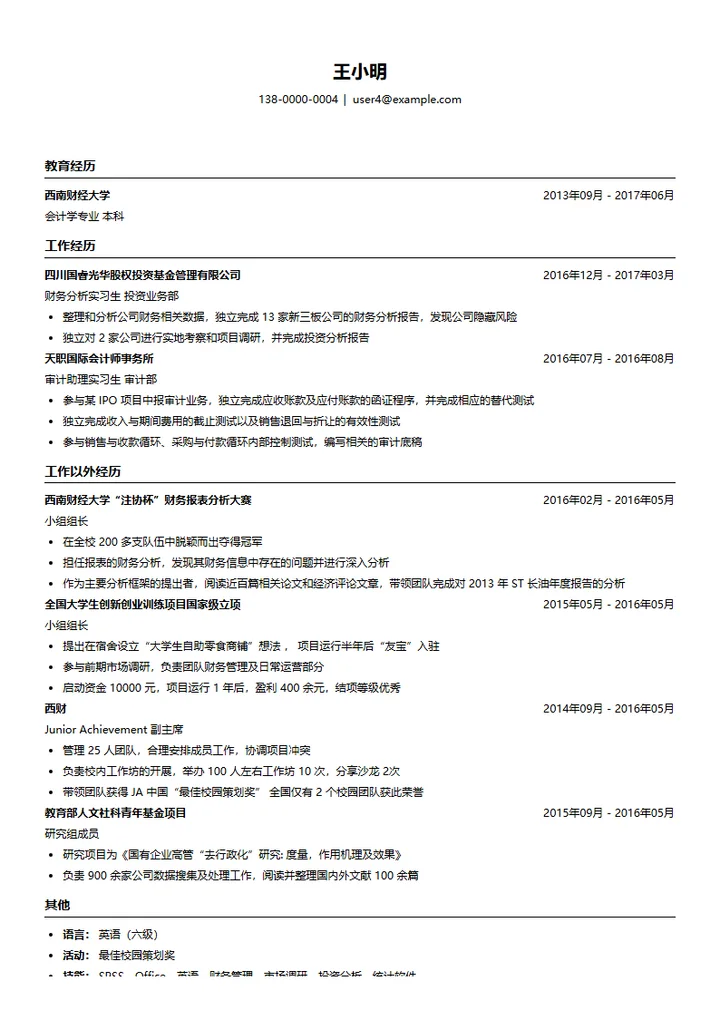 王小明
138-0000-0004 | user4@example.com
教育经历
西南财经大学 2013年09月 - 2017年06月
会计学专业 本科
工作经历
四川国睿光华股权投资基金管理有限公司 2016年12月 - 2017年03月
财务分析实习生 投资业务部
• 整理和分析公司财务相关数据，独立完成 13 家新三板公司的财务分析报告，发现公司隐藏风险
• 独立对 2 家公司进行实地考察和项目调研，并完成投资分析报告
天职国际会计师事务所 2016年07月 - 2016年08月
审计助理实习生 审计部
• 参与某 IPO 项目中报审计业务，独立完成应收账款及应付账款的函证程序，并完成相应的替代测试
• 独立完成收入与期间费用的截止测试以及销售退回与折让的有效性测试
• 参与销售与收款循环、采购与付款循环内部控制测试，编写相关的审计底稿
工作以外经历
西南财经大学“注协杯”财务报表分析大赛 2016年02月 - 2016年05月
小组组长
• 在全校 200 多支队伍中脱颖而出夺得冠军
• 担任报表的财务分析，发现其财务信息中存在的问题并进行深入分析
• 作为主要分析框架的提出者，阅读近百篇相关论文和经济评论文章，带领团队完成对 2013 年 ST 长油年度报告的分析
全国大学生创新创业训练项目国家级立项 2015年05月 - 2016年05月
小组组长
• 提出在宿舍设立“大学生自助零食商铺”想法 ， 项目运行半年后“友宝”入驻
• 参与前期市场调研，负责团队财务管理及日常运营部分
• 启动资金 10000 元，项目运行 1 年后，盈利 400 余元，结项等级优秀
西财 2014年09月 - 2016年05月
Junior Achievement 副主席
• 管理 25 人团队，合理安排成员工作，协调项目冲突
• 负责校内工作坊的开展，举办 100 人左右工作坊 10 次，分享沙龙 2次
• 带领团队获得 JA 中国“最佳校园策划奖” 全国仅有 2 个校园团队获此荣誉
教育部人文社科青年基金项目 2015年09月 - 2016年05月
研究组成员
• 研究项目为《国有企业高管“去行政化”研究: 度量，作用机理及效果》
• 负责 900 余家公司数据搜集及处理工作，阅读并整理国内外文献 100 余篇
其他
• 语言： 英语（六级）
• 活动： 最佳校园策划奖
• 技能： SPSS，Office，英语，财务管理，市场调研，投资分析，统计软件